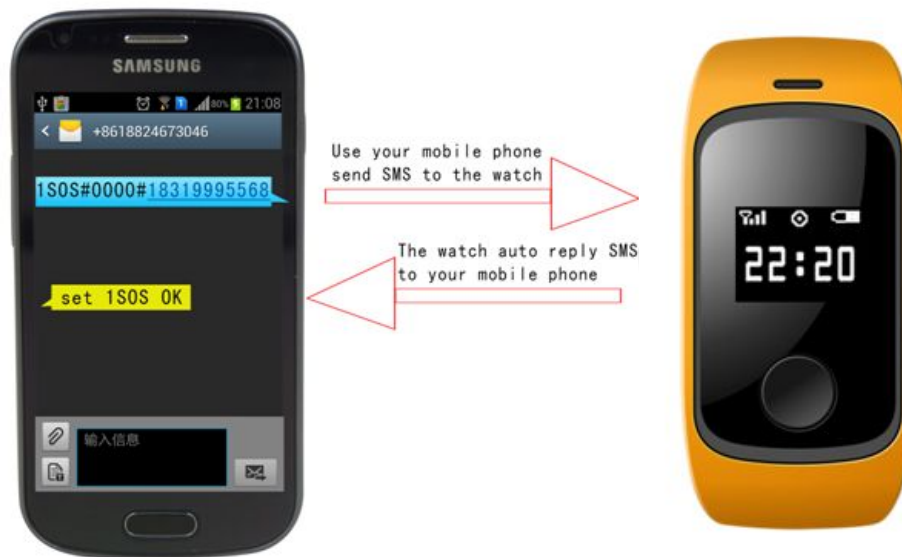 SAMSUNG
80% 21:08
+8618824673046
1SOS#0000#18319995568
set 1SOS OK
输入信息
Use your mobile phone
send SMS to the watch
The watch auto reply SMS
to your mobile phone
22:20